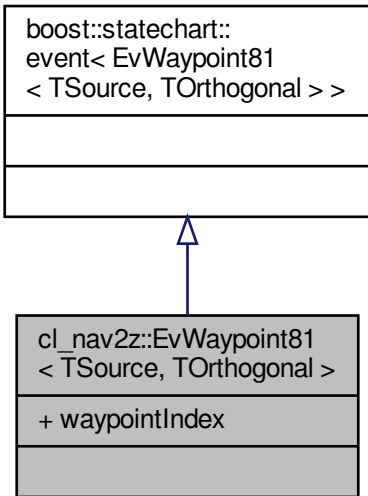 boost::statechart::
event< EvWaypoint81
< TSource, TOrthogonal > >
cl_nav2z::EvWaypoint81
< TSource, TOrthogonal >
+ waypointIndex